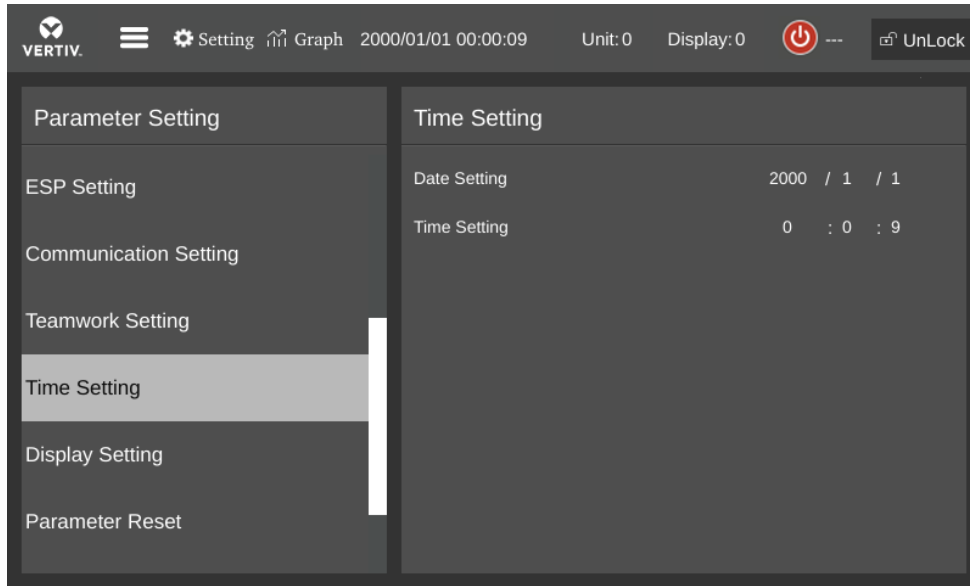 VERTIV. Setting Graph 2000/01/01 00:00:09 Unit: 0 Display: 0 --- UnLock
Parameter Setting
ESP Setting
Communication Setting
Teamwork Setting
Time Setting
Display Setting
Parameter Reset
Time Setting
Date Setting 2000 / 1 / 1
Time Setting 0 : 0 : 9